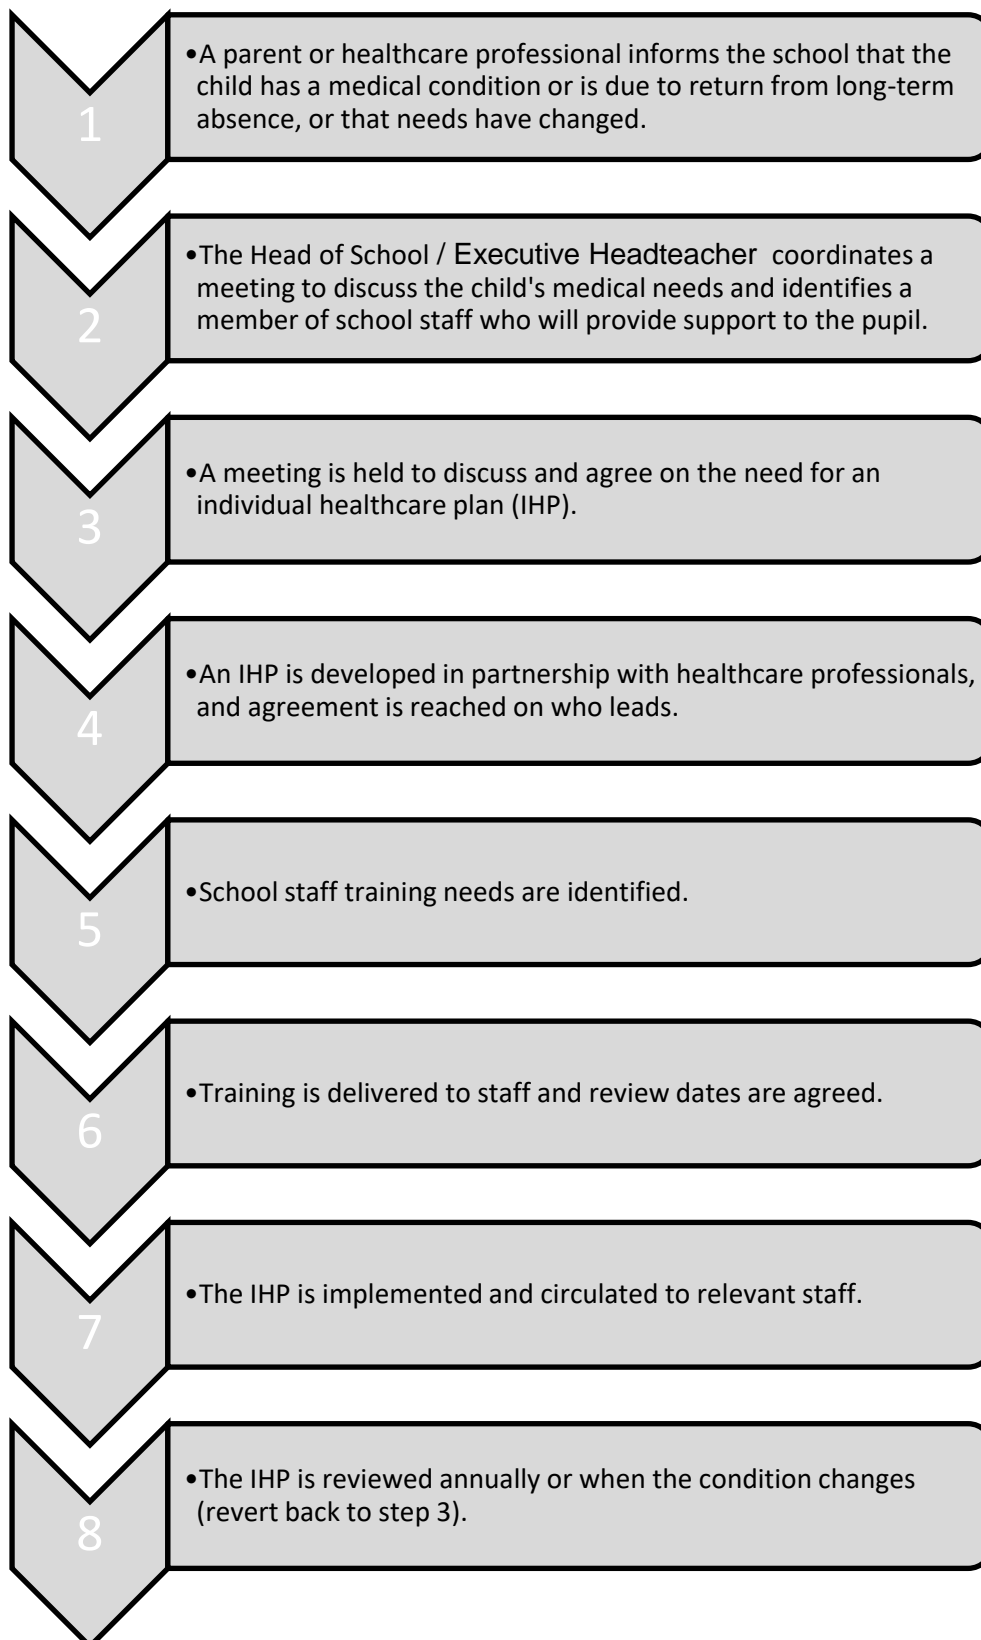 1
•A parent or healthcare professional informs the school that the
child has a medical condition or is due to return from long-term
absence, or that needs have changed.
2
•The Head of School / Executive Headteacher coordinates a
meeting to discuss the child's medical needs and identifies a
member of school staff who will provide support to the pupil.
3
•A meeting is held to discuss and agree on the need for an
individual healthcare plan (IHP).
4
•An IHP is developed in partnership with healthcare professionals,
and agreement is reached on who leads.
5
•School staff training needs are identified.
6
•Training is delivered to staff and review dates are agreed.
7
•The IHP is implemented and circulated to relevant staff.
8
•The IHP is reviewed annually or when the condition changes
(revert back to step 3).